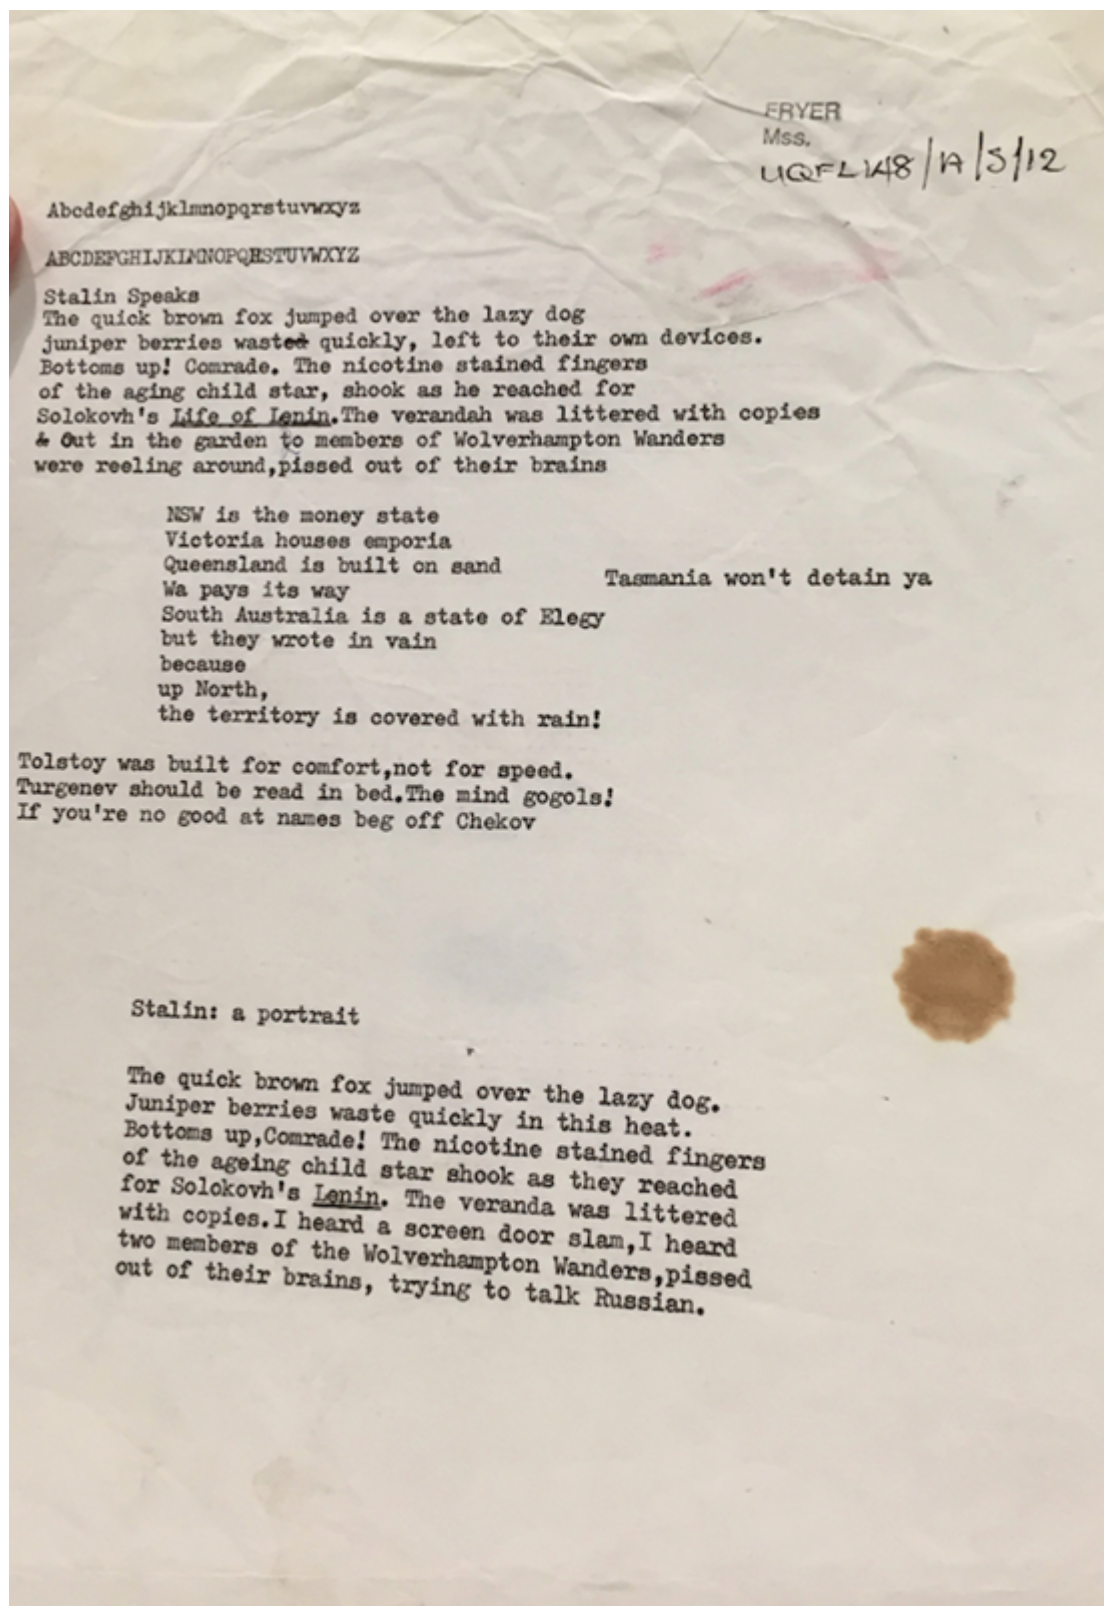 FRYER
Mss.
UQFL148/A/S/12
Abcdefghijklmnopqrstuvwxyz
ABCDEFGHIJKLMNOPQRSTUVWXYZ
Stalin Speaks
The quick brown fox jumped over the lazy dog
juniper berries wasted quickly, left to their own devices.
Bottoms up! Comrade. The nicotine stained fingers
of the aging child star, shook as he reached for
Solokovh's Life of Lenin.The verandah was littered with copies
& Out in the garden to members of Wolverhampton Wanders
were reeling around,pissed out of their brains
NSW is the money state
Victoria houses emporia
Queensland is built on sand
Tasmania won't detain ya
Wa pays its way
South Australia is a state of Elegy
but they wrote in vain
because
up North,
the territory is covered with rain!
Tolstoy was built for comfort,not for speed.
Turgenev should be read in bed.The mind gogols!
If you're no good at names beg off Chekov
Stalin: a portrait
The quick brown fox jumped over the lazy dog.
Juniper berries waste quickly in this heat.
Bottoms up,Comrade! The nicotine stained fingers
of the ageing child star shook as they reached
for Solokovh's Lenin. The veranda was littered
with copies.I heard a screen door slam,I heard
two members of the Wolverhampton Wanders,pissed
out of their brains, trying to talk Russian.